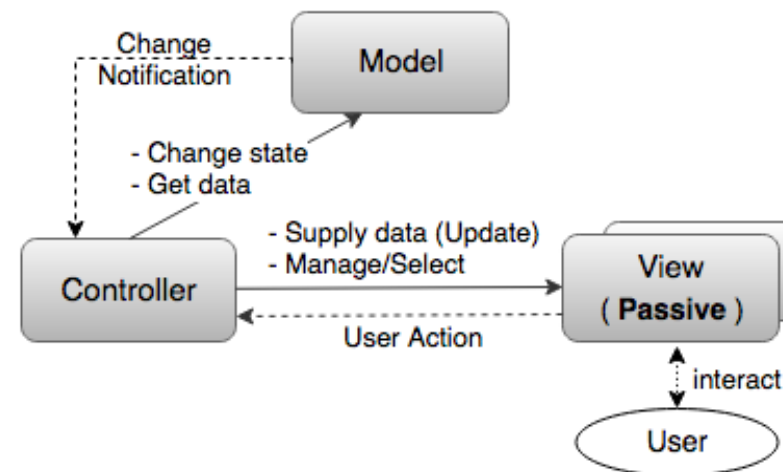 Change
Notification
Model
- Change state
- Get data
- Supply data (Update)
- Manage/Select
Controller
View
( Passive )
User Action
interact
User